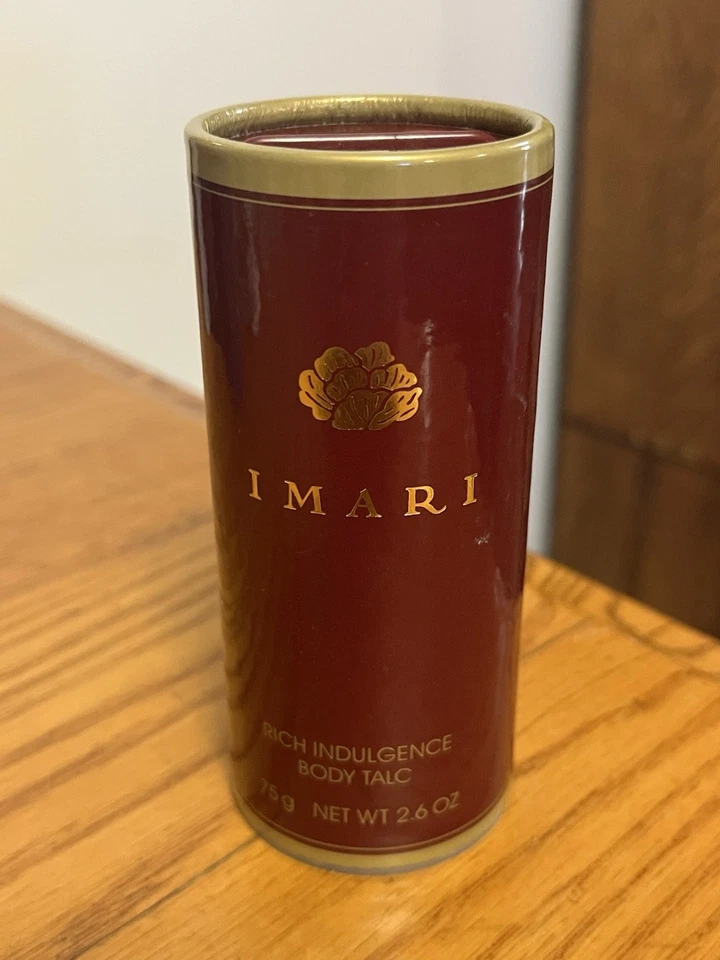 IMARI
RICH INDULGENCE
BODY TALC
75g NET WT 2.6 OZ